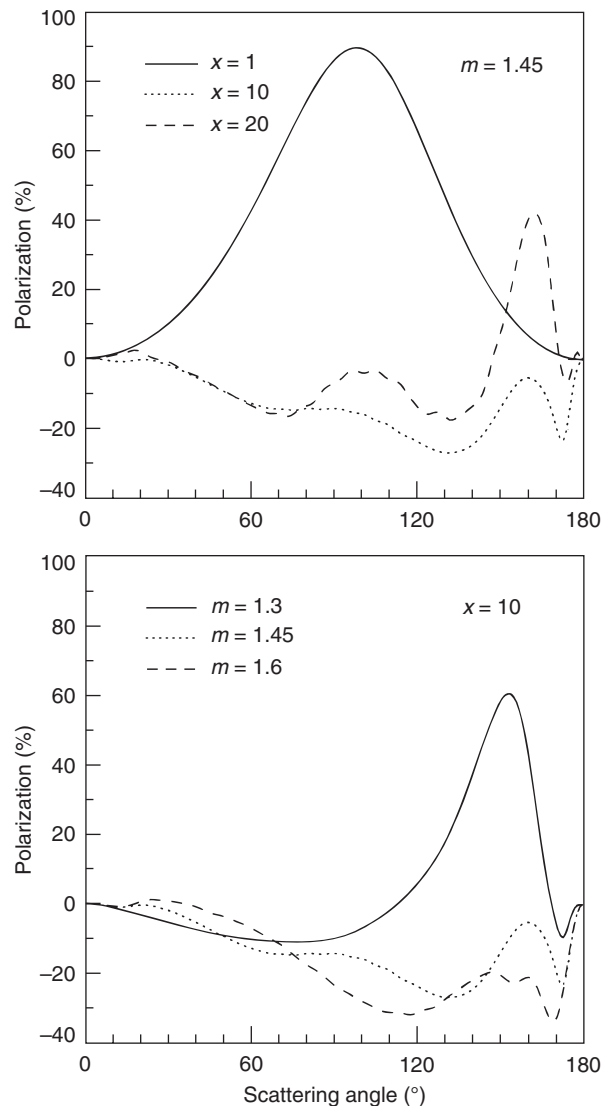 100
80
60
40
20
0
–20
–40
Polarization (%)
x = 1
x = 10
x = 20
m = 1.45
0
60
120
180
100
80
60
40
20
0
–20
–40
Polarization (%)
m = 1.3
m = 1.45
m = 1.6
x = 10
0
60
120
180
Scattering angle (°)